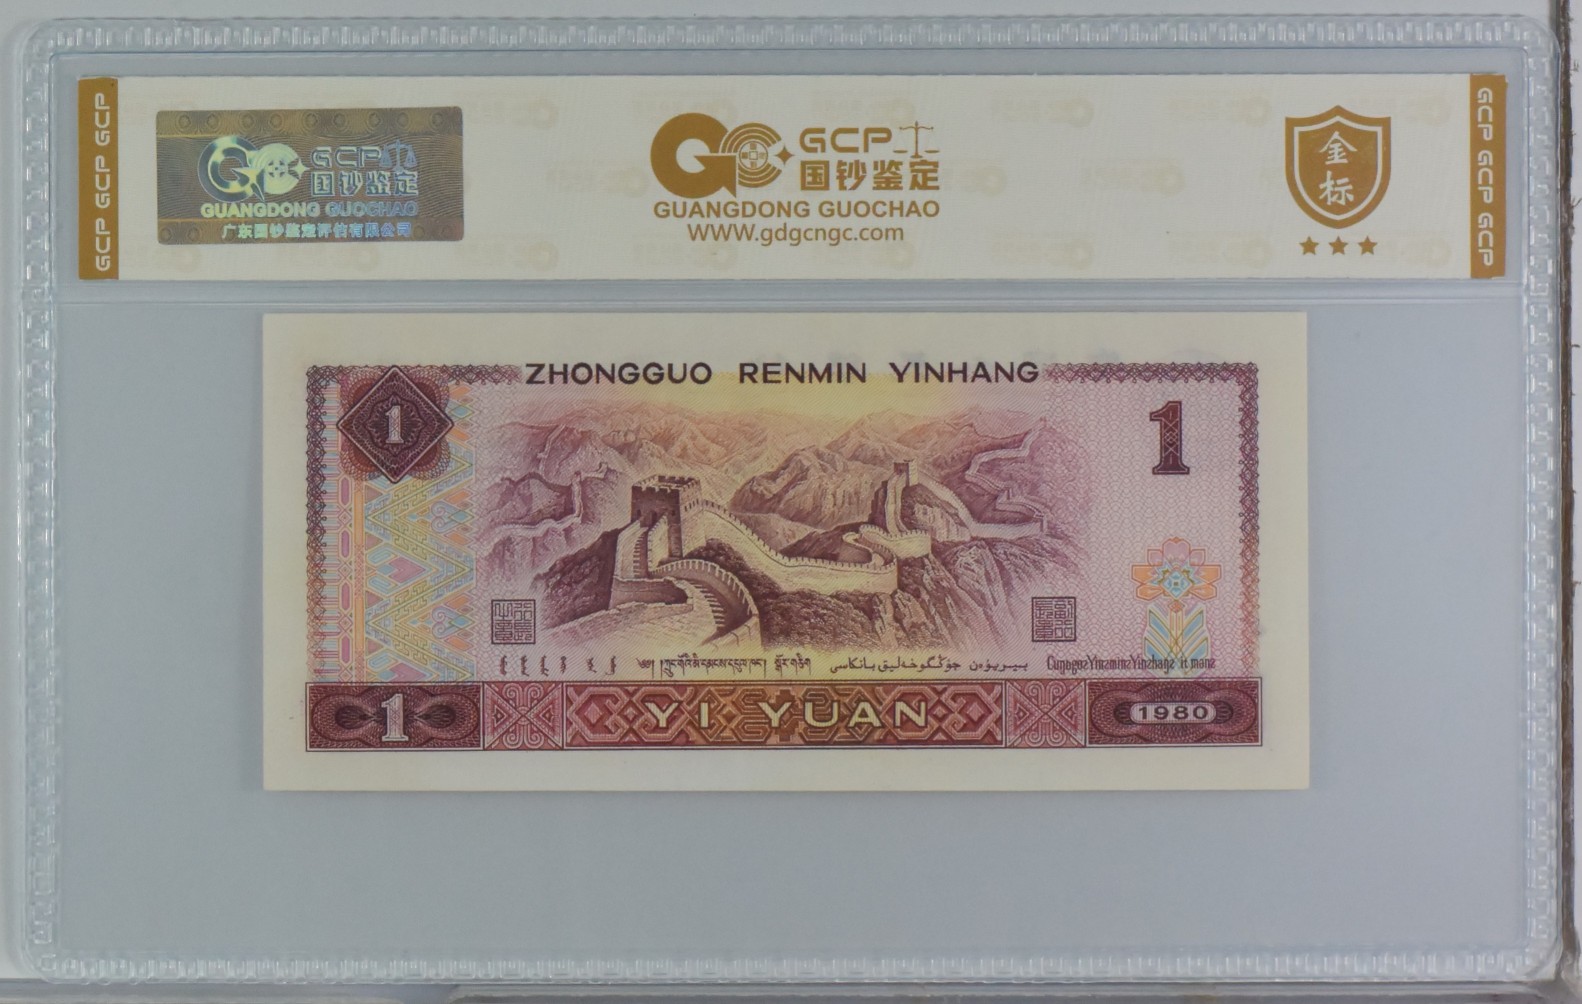 GCP GCP GCP
GCP
国钞鉴定
GUANGDONG GUOCHAO
广东国钞鉴定评估有限公司
GCP
国钞鉴定
GUANGDONG GUOCHAO
WWW.gdgcngc.com
金标
GCP GCP GCP
ZHONGGUO RENMIN YINHANG
1
1
1
YI YUAN
1980